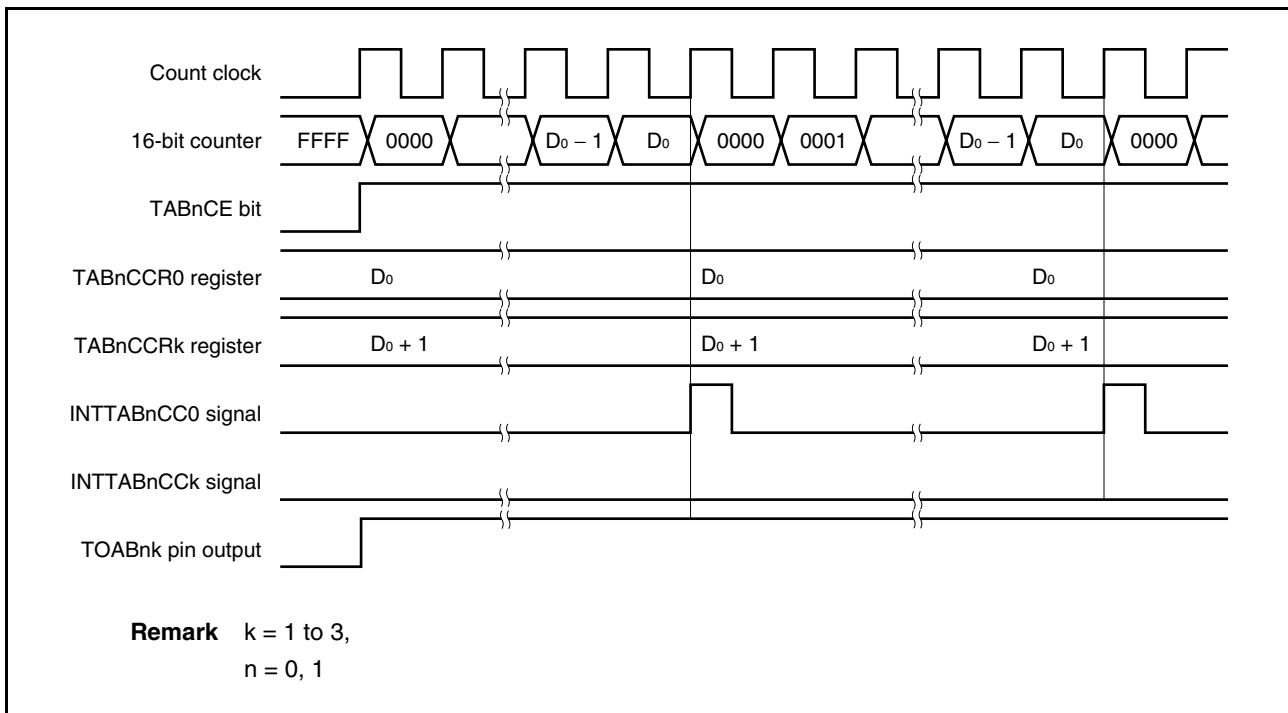 Count clock
16-bit counter FFFF 0000 D0 − 1 D0 0000 0001 D0 − 1 D0 0000
TABnCE bit
TABnCCR0 register D0 D0 D0
TABnCCRk register D0 + 1 D0 + 1 D0 + 1
INTTABnCC0 signal
INTTABnCCk signal
TOABnk pin output
Remark k = 1 to 3,
n = 0, 1